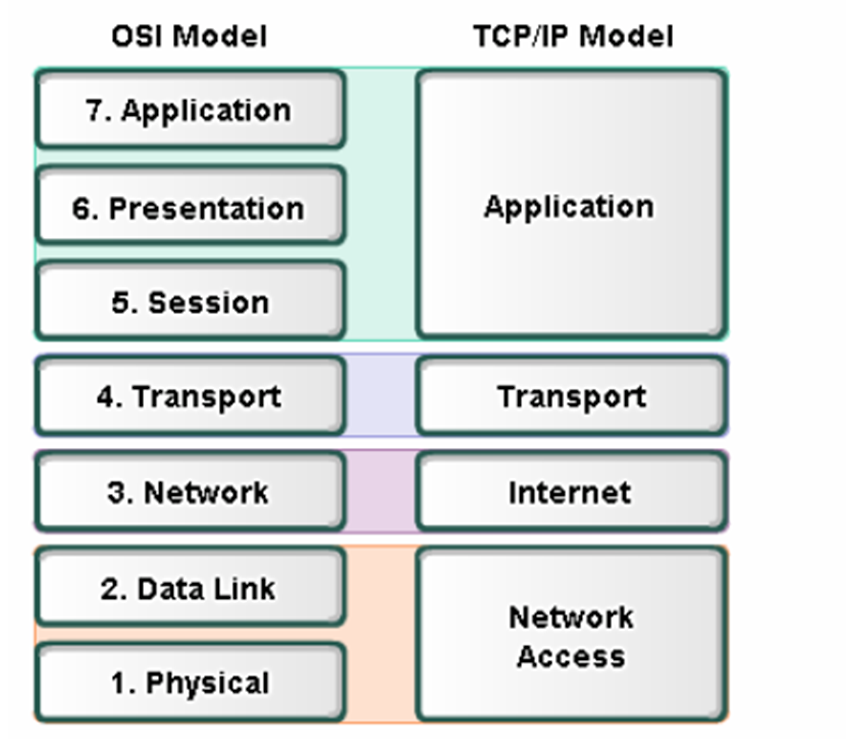 OSI Model
TCP/IP Model
7. Application
6. Presentation
5. Session
4. Transport
3. Network
2. Data Link
1. Physical
Application
Transport
Internet
Network
Access